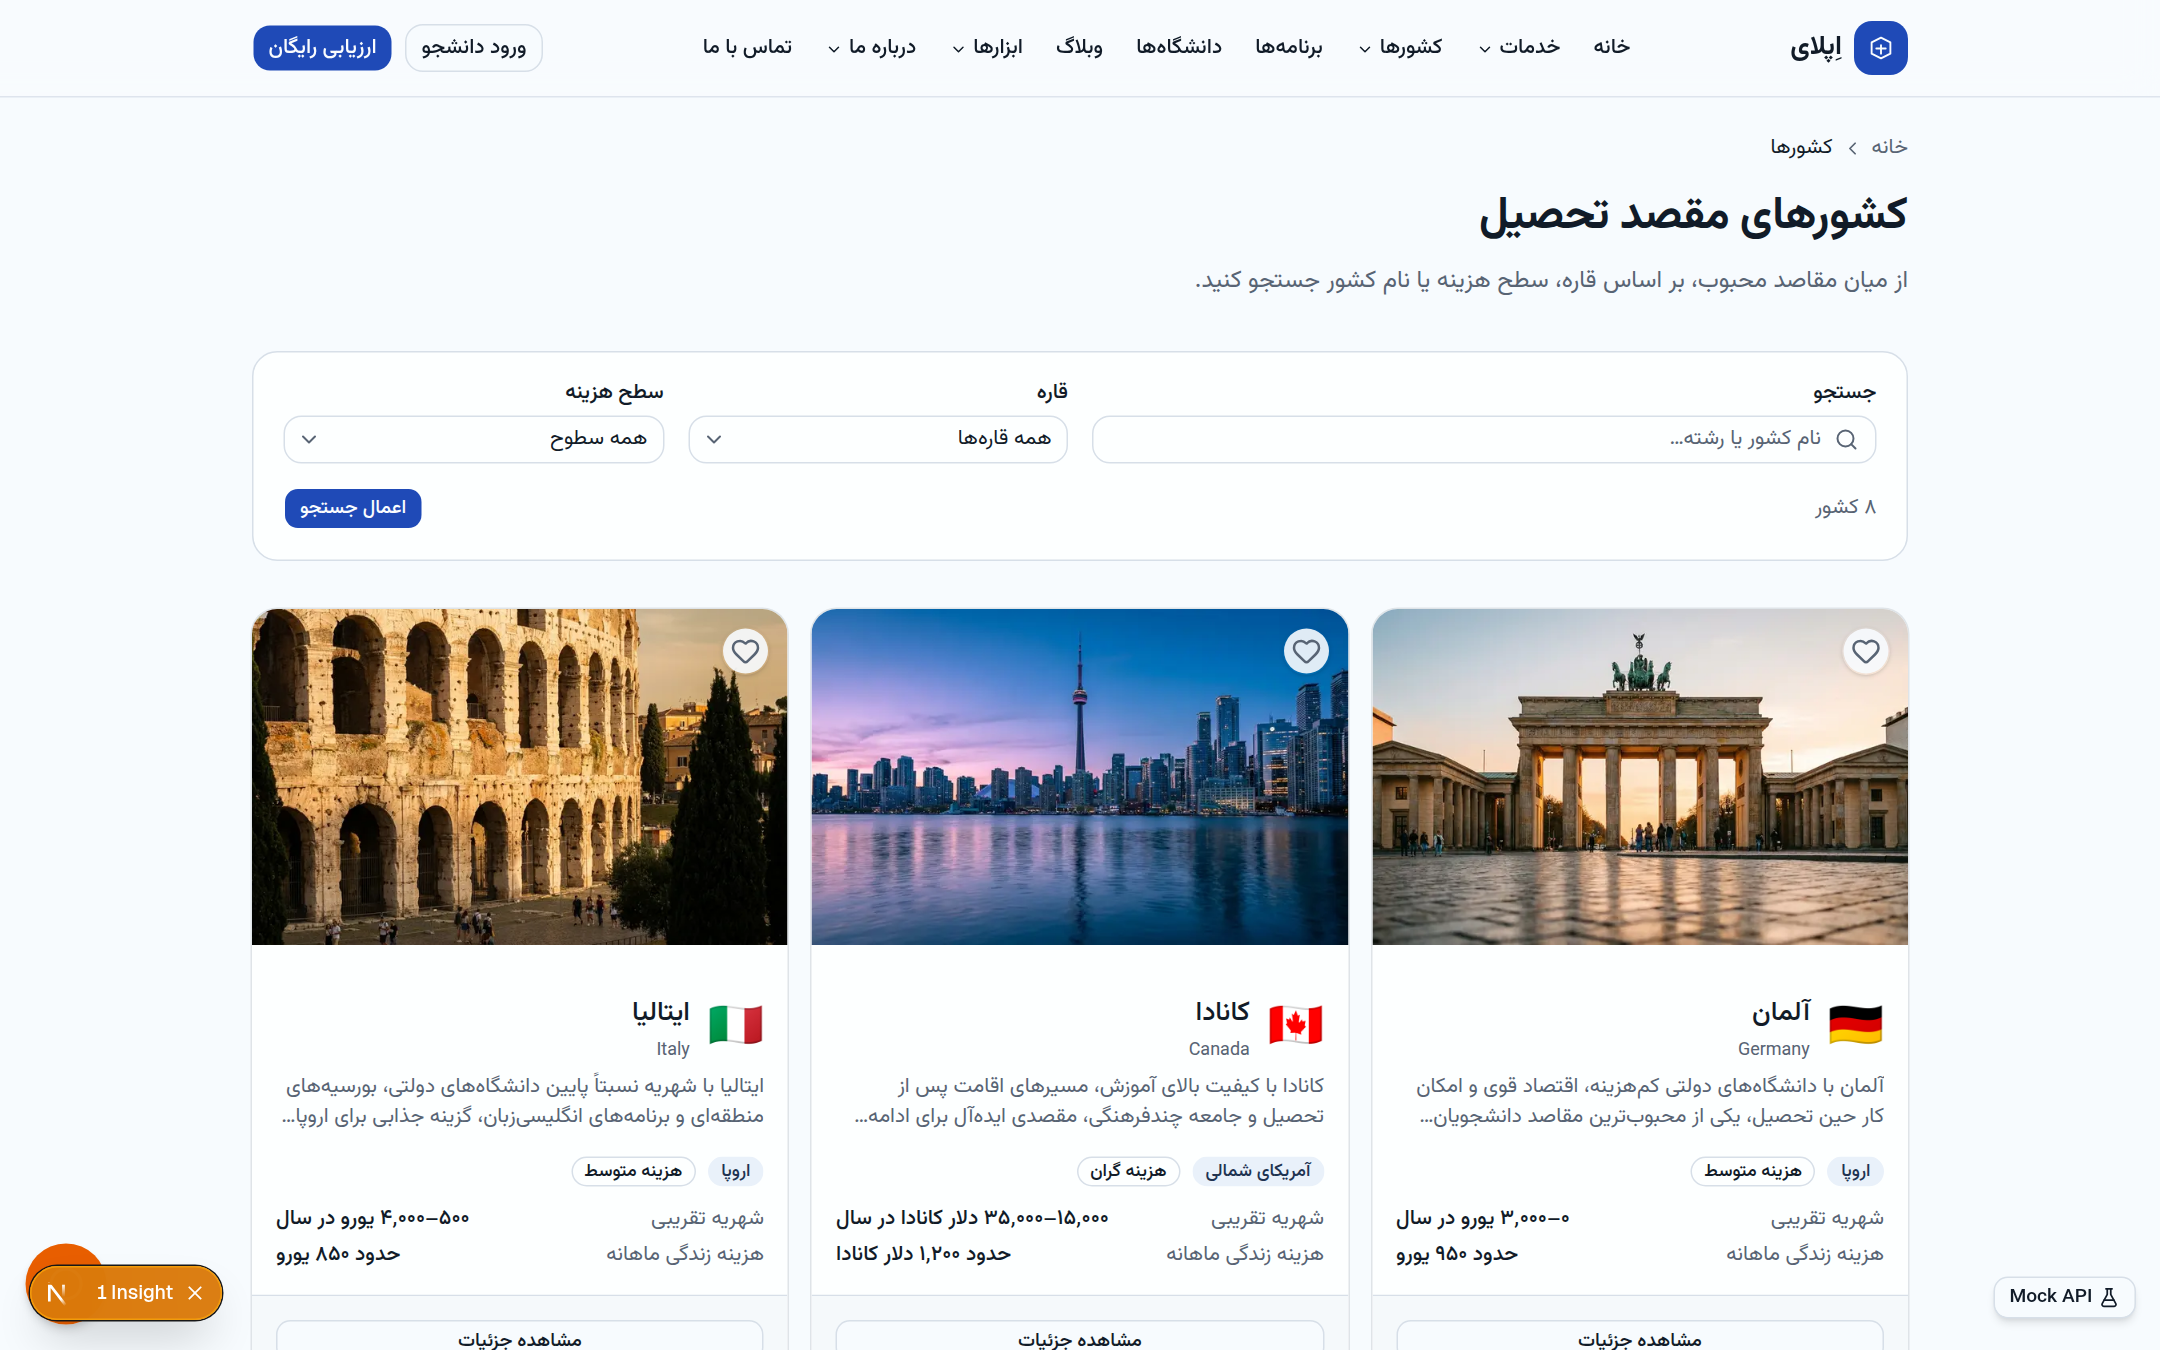 اِپلای
خانه
خدمات
کشورها
برنامه‌ها
دانشگاه‌ها
وبلاگ
ابزارها
درباره ما
تماس با ما
ورود دانشجو
ارزیابی رایگان
خانه
کشورها
کشورهای مقصد تحصیل
از میان مقاصد محبوب، بر اساس قاره، سطح هزینه یا نام کشور جستجو کنید.
جستجو
قاره
سطح هزینه
نام کشور یا رشته...
همه قاره‌ها
همه سطوح
۸ کشور
اعمال جستجو
آلمان
Germany
آلمان با دانشگاه‌های دولتی کم‌هزینه، اقتصاد قوی و امکان
کار حین تحصیل، یکی از محبوب‌ترین مقاصد دانشجویان...
اروپا
هزینه متوسط
شهریه تقریبی
۰–۳,۰۰۰ یورو در سال
هزینه زندگی ماهانه
حدود ۹۵۰ یورو
مشاهده جزئیات
کانادا
Canada
کانادا با کیفیت بالای آموزش، مسیرهای اقامت پس از
تحصیل و جامعه چندفرهنگی، مقصدی ایده‌آل برای ادامه...
آمریکای شمالی
هزینه گران
شهریه تقریبی
۱۵,۰۰۰–۳۵,۰۰۰ دلار کانادا در سال
هزینه زندگی ماهانه
حدود ۱,۲۰۰ دلار کانادا
مشاهده جزئیات
ایتالیا
Italy
ایتالیا با شهریه نسبتاً پایین دانشگاه‌های دولتی، بورسیه‌های
منطقه‌ای و برنامه‌های انگلیسی‌زبان، گزینه جذابی برای اروپا...
اروپا
هزینه متوسط
شهریه تقریبی
۵۰۰–۴,۰۰۰ یورو در سال
هزینه زندگی ماهانه
حدود ۸۵۰ یورو
مشاهده جزئیات
1 Insight
Mock API